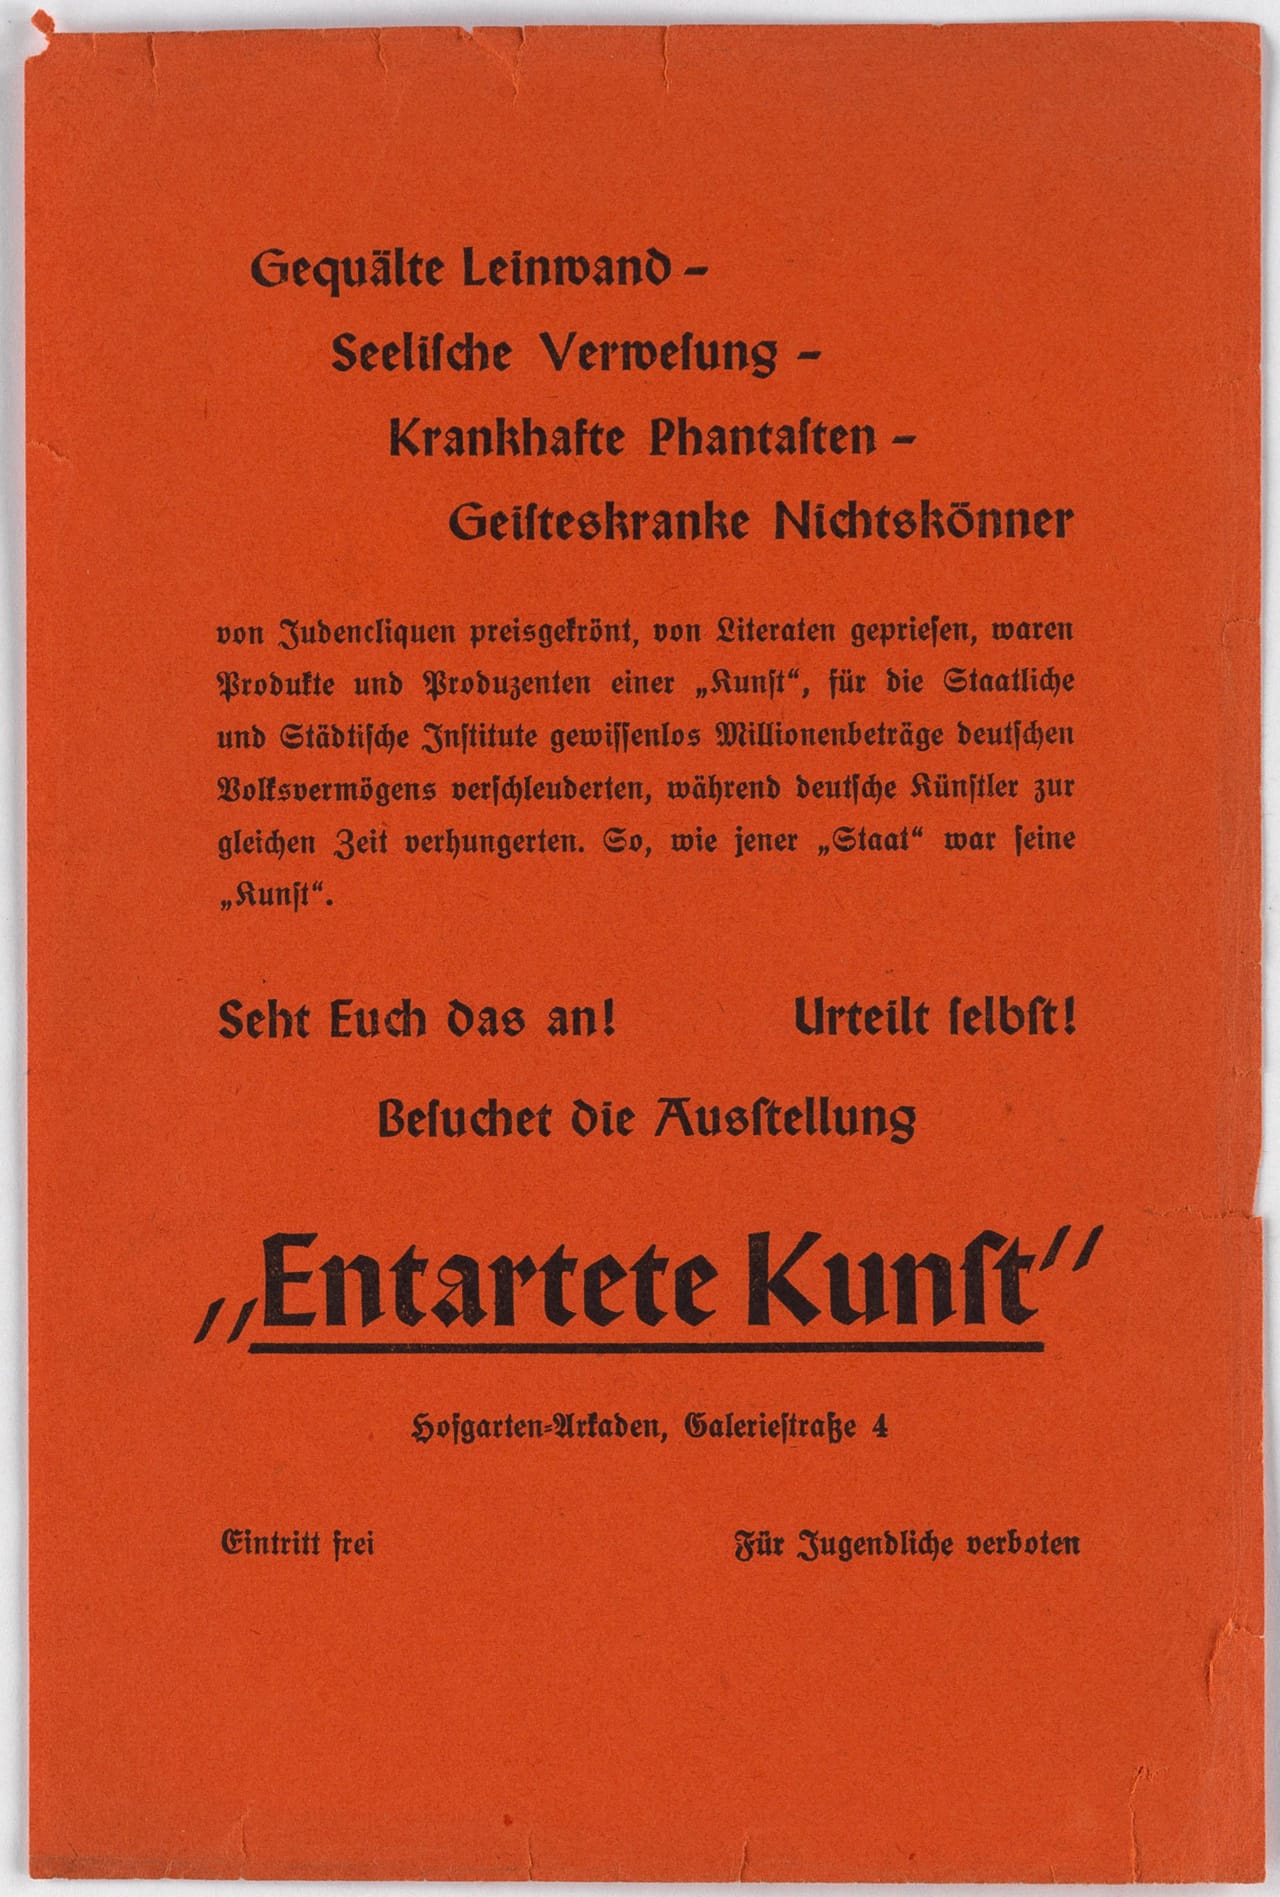 Gequälte Leinwand –
Seelische Verwesung –
Krankhafte Phantasten –
Geisteskranke Nichtskönner
von Judencliquen preisgekrönt, von Literaten gepriesen, waren
Produkte und Produzenten einer „Kunst“, für die Staatliche
und Städtische Institute gewissenlos Millionenbeträge deutschen
Volksvermögens verschleuderten, während deutsche Künstler zur
gleichen Zeit verhungerten. So, wie jener „Staat“ war seine
„Kunst“.
Seht Euch das an! Urteilt selbst!
Besuchet die Ausstellung
„Entartete Kunst“
Hofgarten-Arkaden, Galeriestraße 4
Eintritt frei Für Jugendliche verboten